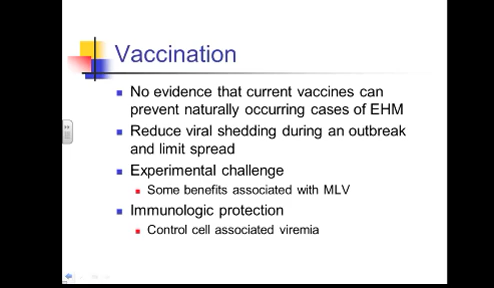 Vaccination
No evidence that current vaccines can
prevent naturally occurring cases of EHM
Reduce viral shedding during an outbreak
and limit spread
Experimental challenge
Some benefits associated with MLV
Immunologic protection
Control cell associated viremia